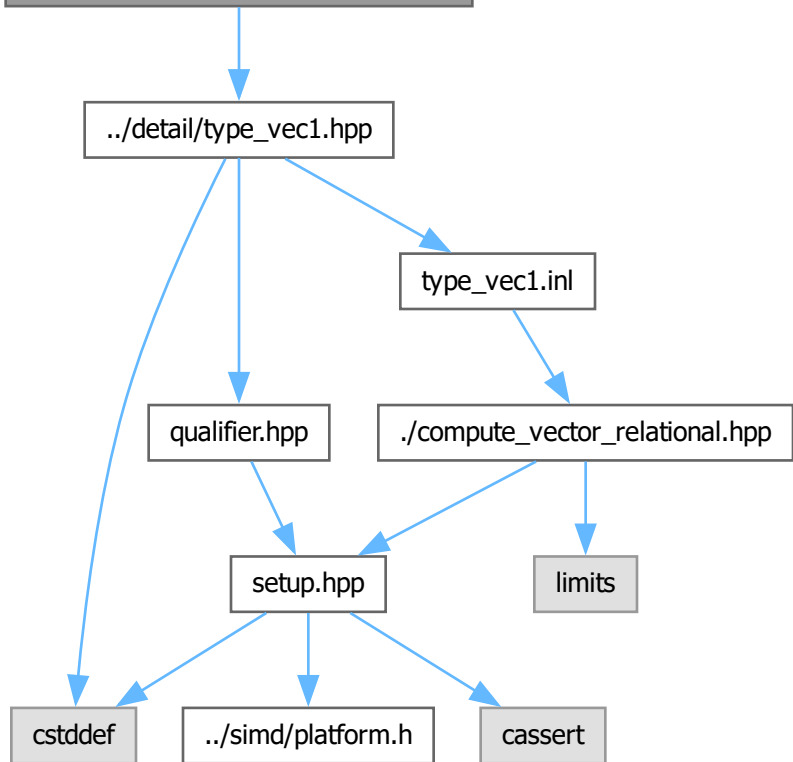 ../detail/type_vec1.hpp
type_vec1.inl
qualifier.hpp
./compute_vector_relational.hpp
setup.hpp
limits
cstddef
../simd/platform.h
cassert